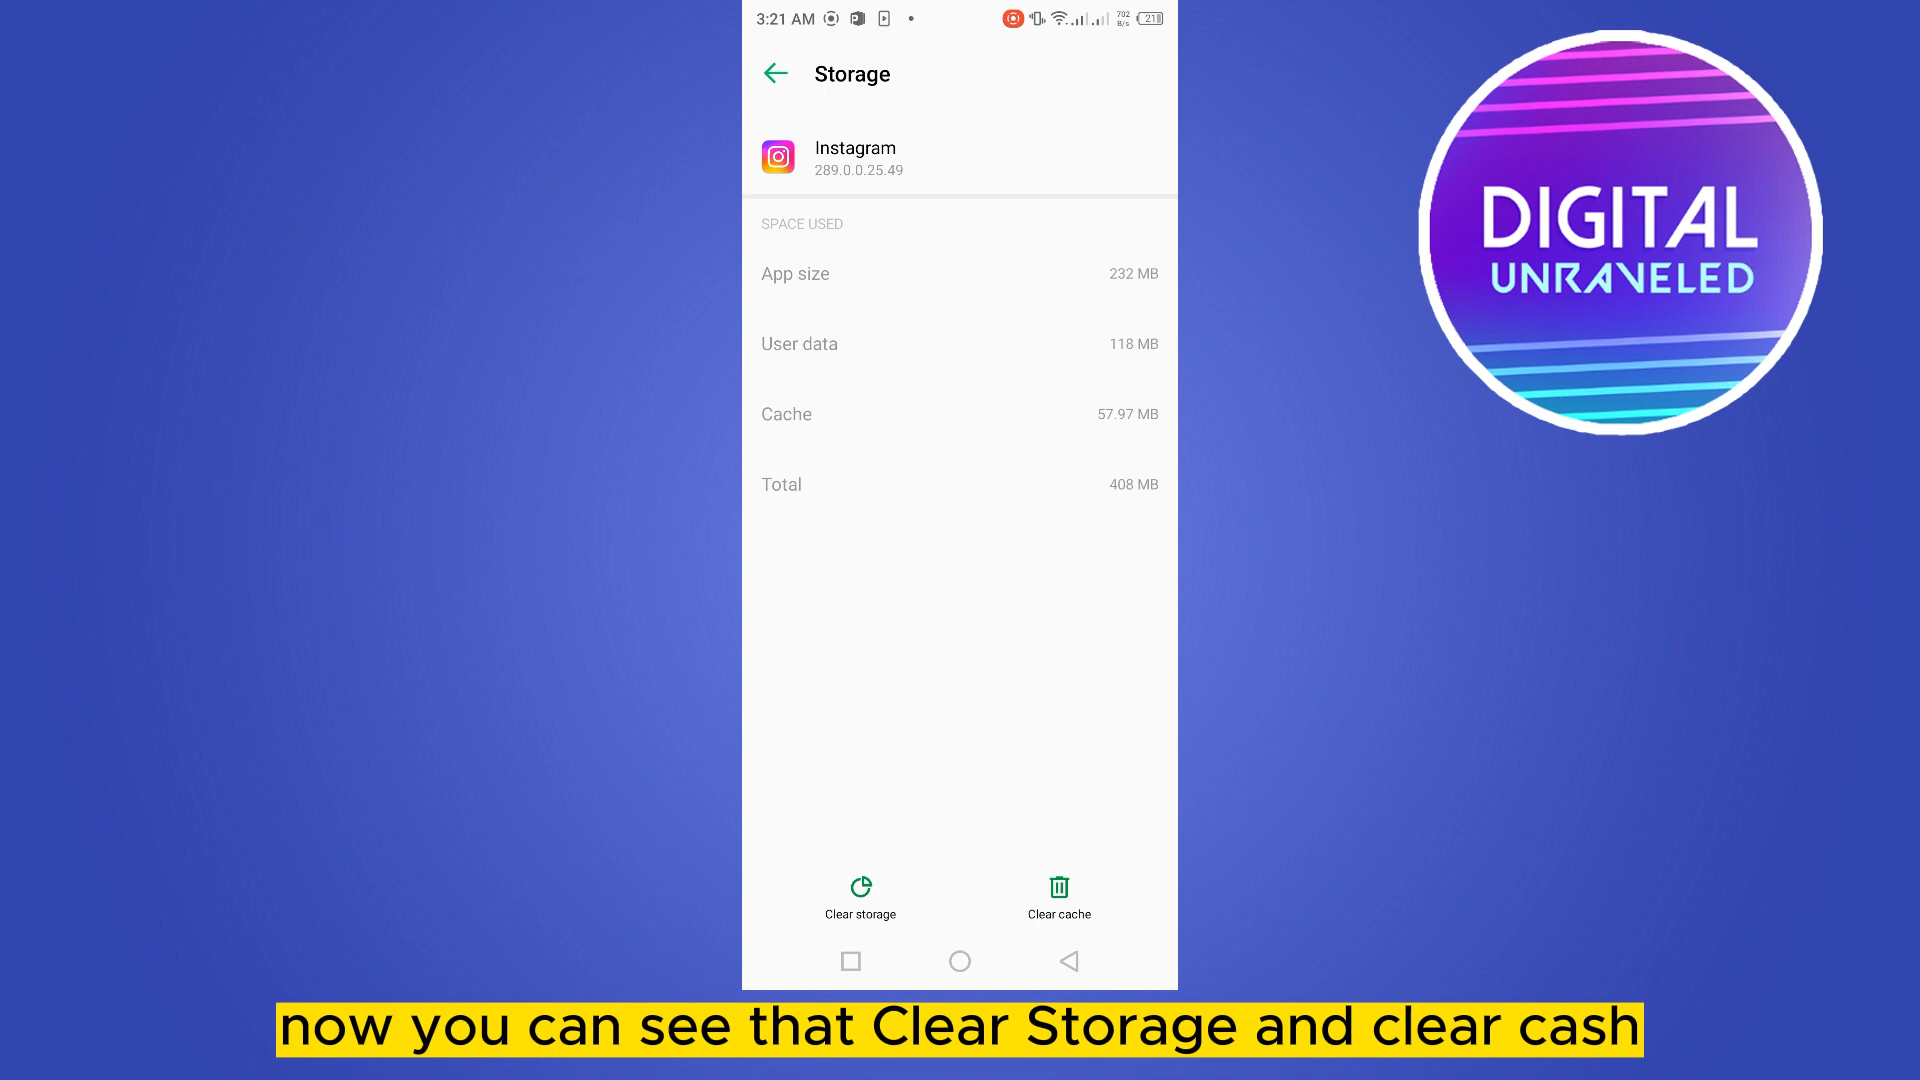 3:21 AM
702
B/s
21
Storage
Instagram
289.0.0.25.49
SPACE USED
App size 232 MB
User data 118 MB
Cache 57.97 MB
Total 408 MB
Clear storage Clear cache
DIGITAL
UNRAVELED
now you can see that Clear Storage and clear cash